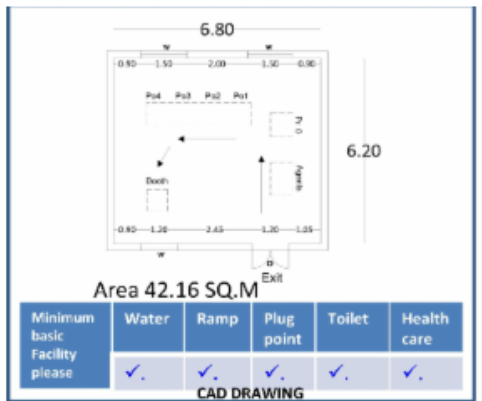 6.80
w w
0.90 1.50 2.00 1.50 0.90
Po4 Po3 Po2 Po1
Pr O
6.20
Agents
Booth
0.90 1.20 2.45 1.20 1.05
w D
Exit
Area 42.16 SQ.M
Minimum basic Facility please Water Ramp Plug point Toilet Health care
✓. ✓. ✓. ✓. ✓.
CAD DRAWING